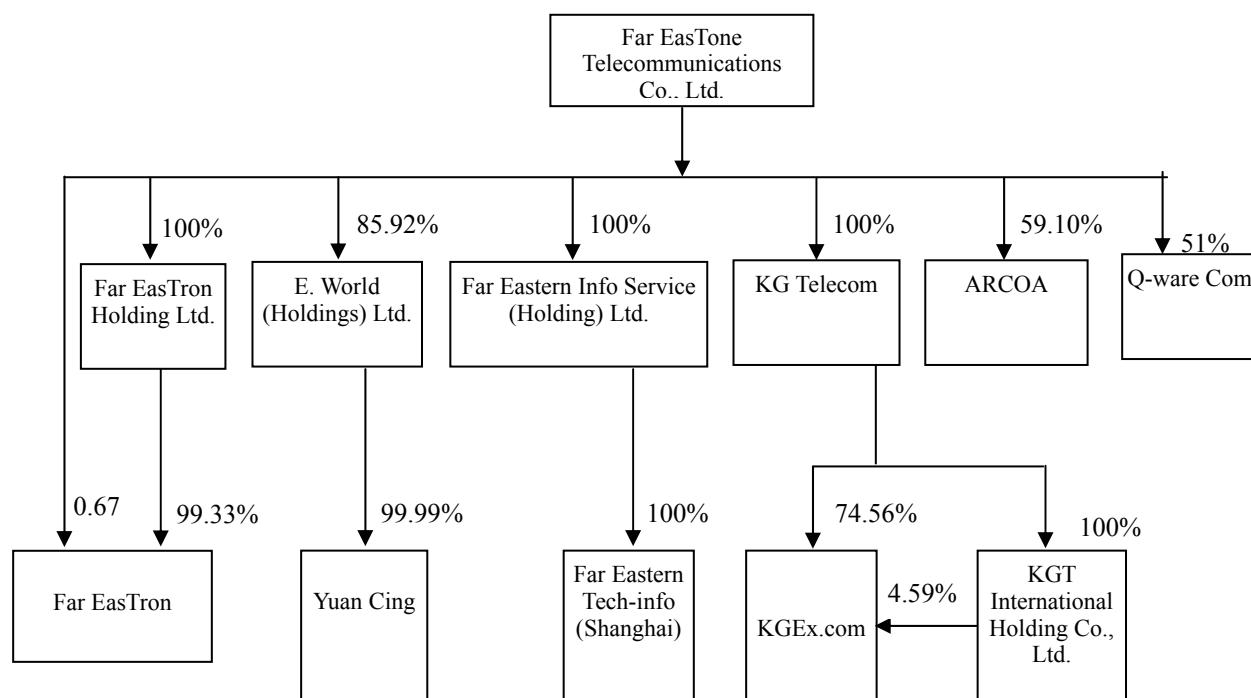 Far EasTone
Telecommunications
Co., Ltd.
100%
85.92%
100%
100%
59.10%
51%
Far EasTron
Holding Ltd.
E. World
(Holdings) Ltd.
Far Eastern Info Service
(Holding) Ltd.
KG Telecom
ARCOA
Q-ware Com
0.67
99.33%
99.99%
100%
74.56%
100%
Far EasTron
Yuan Cing
Far Eastern
Tech-info
(Shanghai)
KGEx.com
4.59%
KGT
International
Holding Co.,
Ltd.